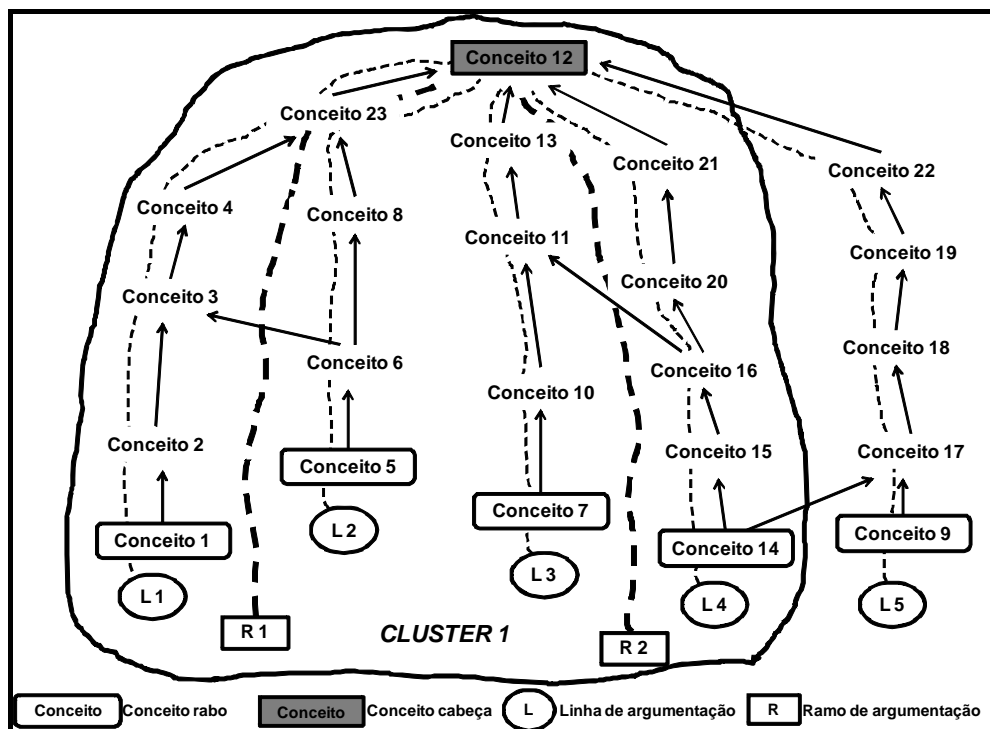 Conceito 12
Conceito 23
Conceito 13
Conceito 21
Conceito 22
Conceito 4
Conceito 8
Conceito 11
Conceito 19
Conceito 3
Conceito 20
Conceito 18
Conceito 6
Conceito 16
Conceito 10
Conceito 2
Conceito 15
Conceito 17
Conceito 5
Conceito 7
Conceito 1
Conceito 14
Conceito 9
L 2
L 3
L 1
L 4
L 5
R 1
CLUSTER 1
R 2
Conceito Conceito rabo
Conceito Conceito cabeça
L Linha de argumentação
R Ramo de argumentação